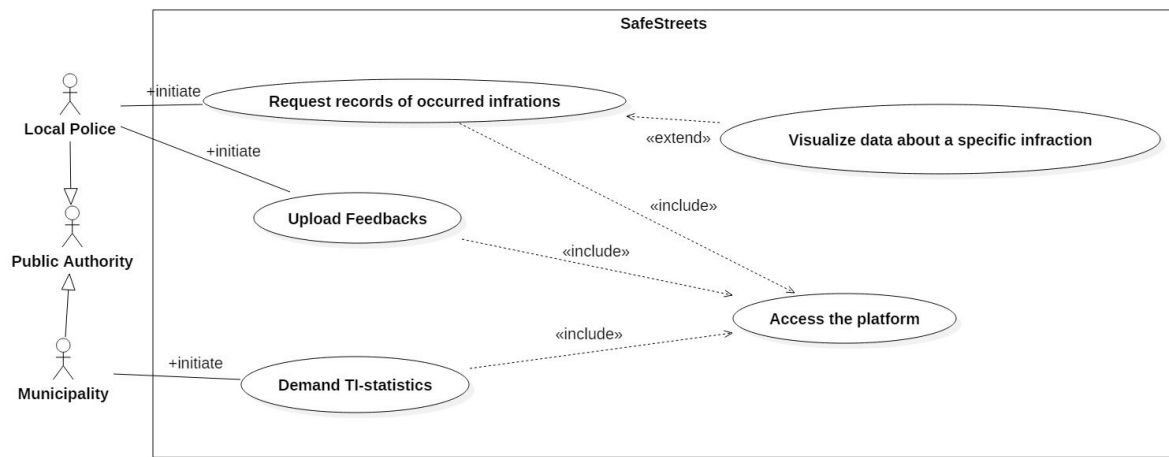 SafeStreets
+initiate
Request records of occurred infrations
Local Police
«extend»
Visualize data about a specific infraction
+initiate
«include»
Upload Feedbacks
«include»
Public Authority
Access the platform
«include»
+initiate
Demand TI-statistics
Municipality